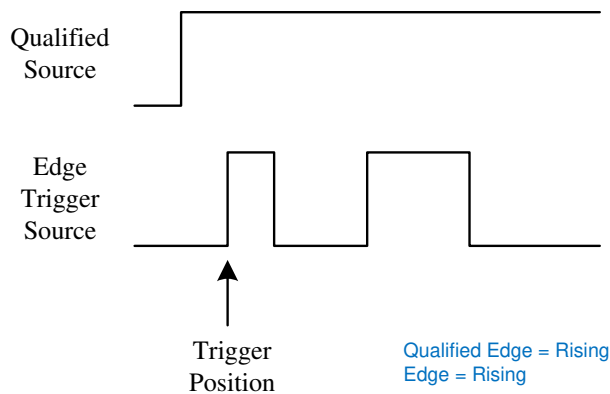 Qualified
Source
Edge
Trigger
Source
Trigger
Position
Qualified Edge = Rising
Edge = Rising